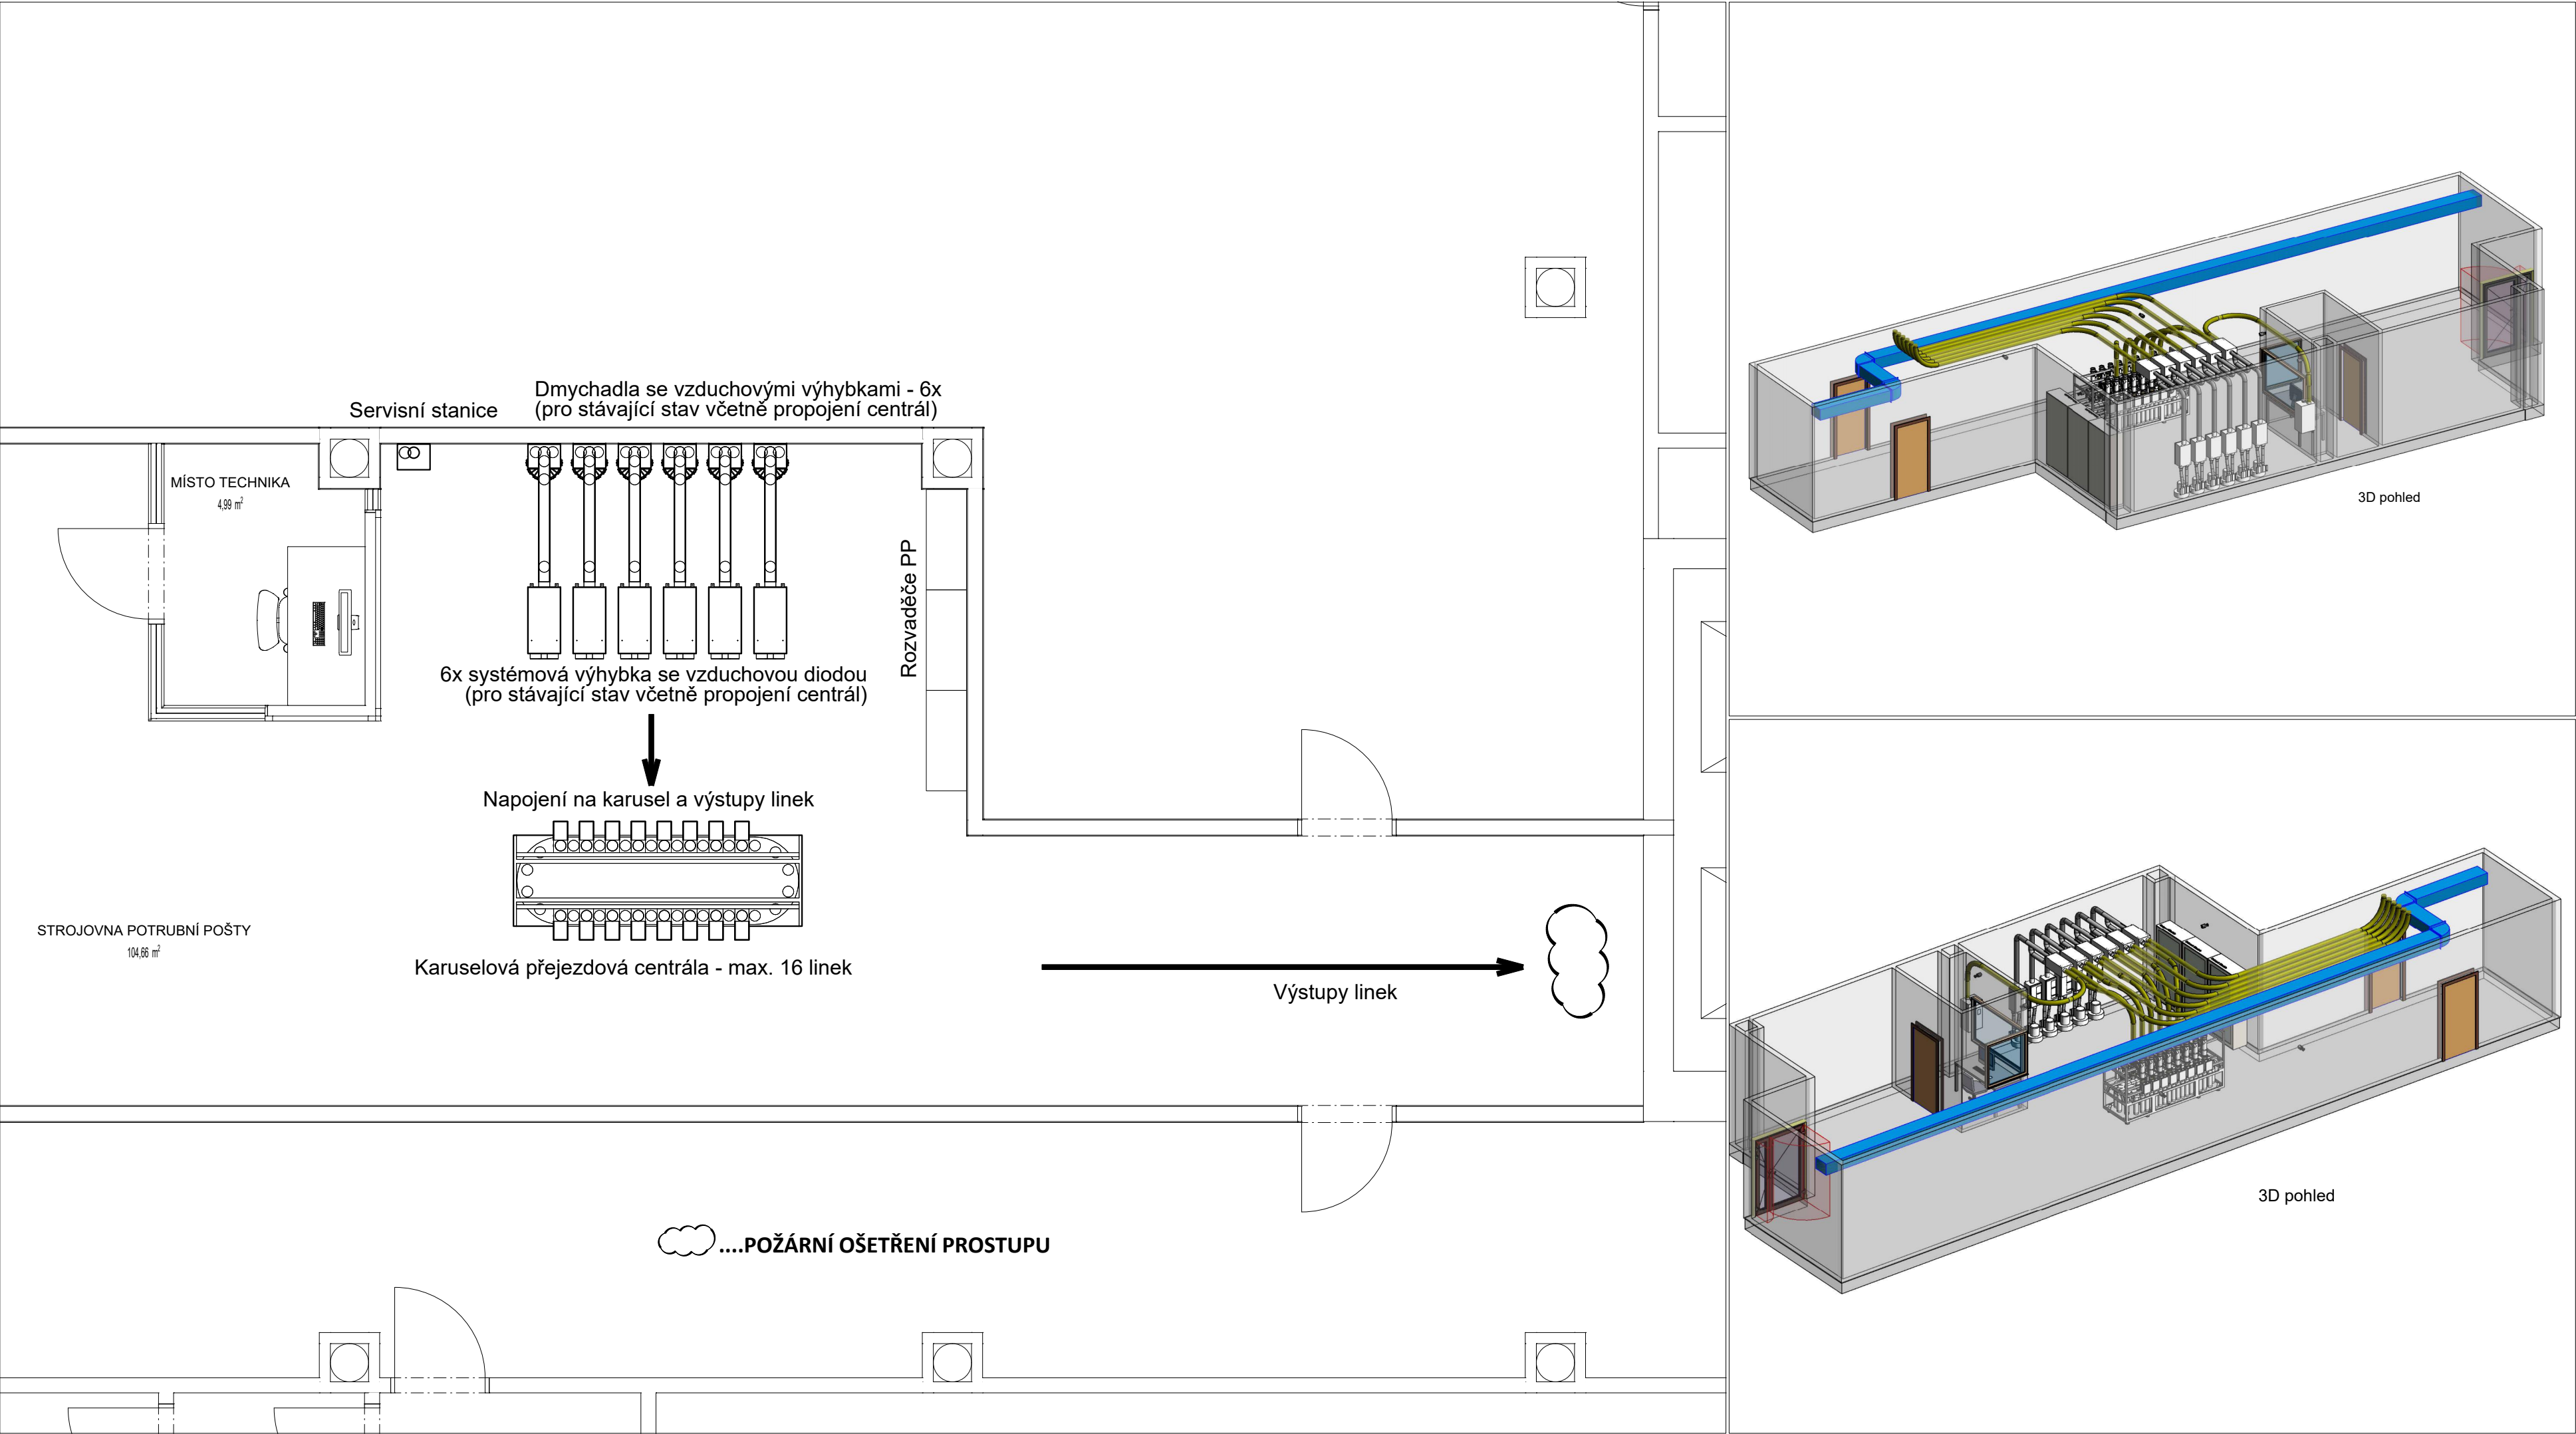 Dmychadla se vzduchovými výhybkami - 6x
(pro stávající stav včetně propojení centrál)
Servisní stanice
MÍSTO TECHNIKA
4,99 m²
Rozvaděče PP
6x systémová výhybka se vzduchovou diodou
(pro stávající stav včetně propojení centrál)
Napojení na karusel a výstupy linek
STROJOVNA POTRUBNÍ POŠTY
104,66 m²
Karuselová přejezdová centrála - max. 16 linek
Výstupy linek
....POŽÁRNÍ OŠETŘENÍ PROSTUPU
3D pohled
3D pohled